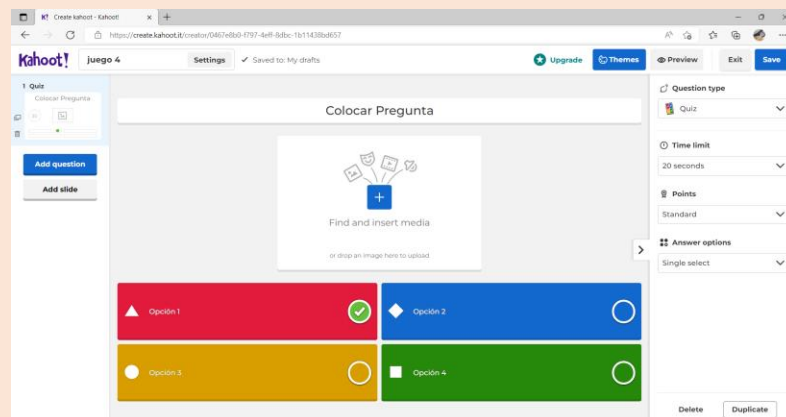 Create kahoot - Kahoot!
https://create.kahoot.it/creator/0467e8b9-f797-4eff-8dbc-1b11438bd657
Kahoot!
juego 4
Settings
Saved to: My drafts
Upgrade
Themes
Preview
Exit
Save
1 Quiz
Colocar Pregunta
Add question
Add slide
Colocar Pregunta
Find and insert media
or drop an image here to upload
Opción 1
Opción 2
Opción 3
Opción 4
Question type
Quiz
Time limit
20 seconds
Points
Standard
Answer options
Single select
Delete
Duplicate